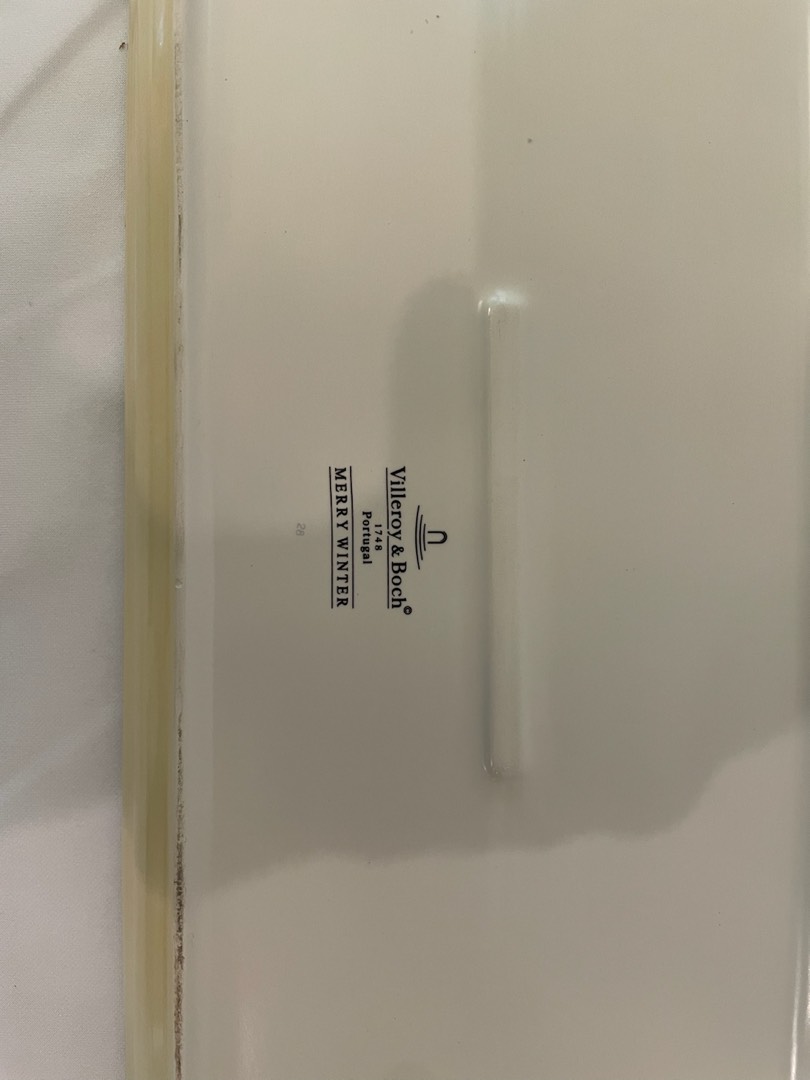 Villeroy & Boch©
1748
Portugal
MERRY WINTER
28